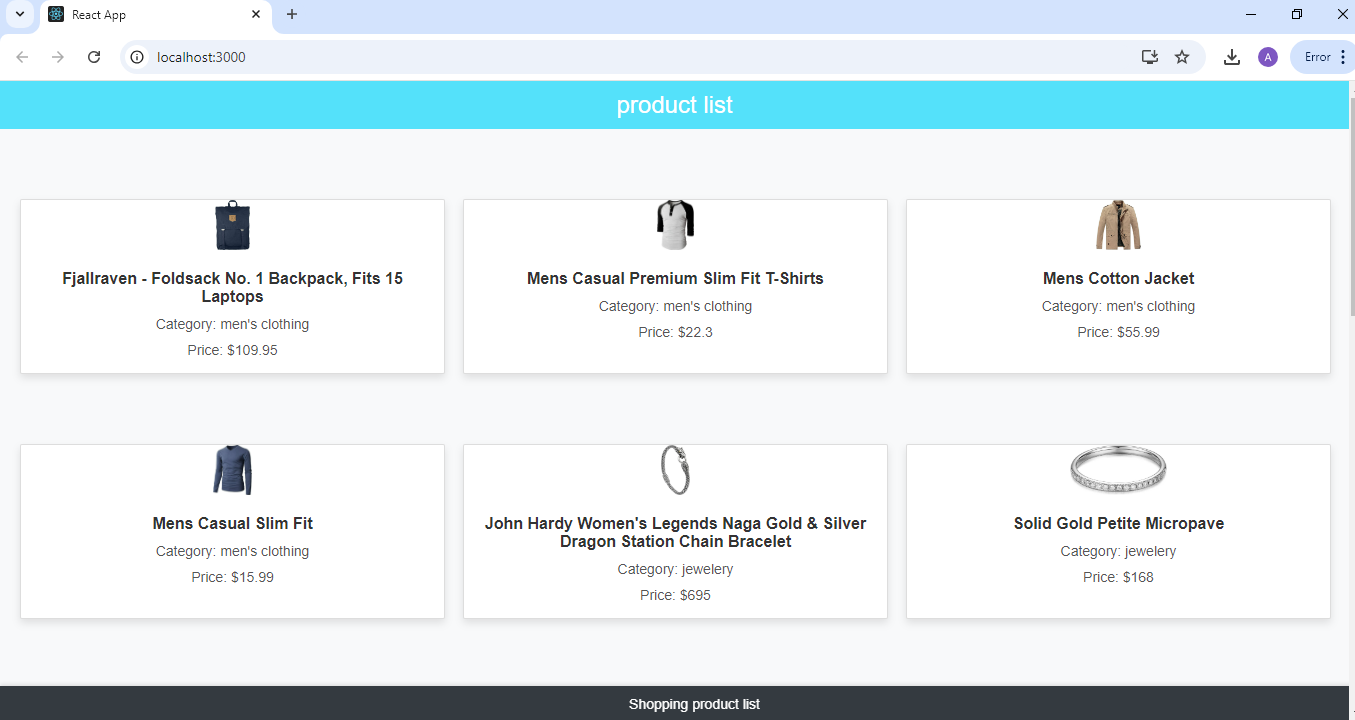 React App
localhost:3000
A
Error
product list
Fjallraven - Foldsack No. 1 Backpack, Fits 15
Laptops
Category: men's clothing
Price: $109.95
Mens Casual Premium Slim Fit T-Shirts
Category: men's clothing
Price: $22.3
Mens Cotton Jacket
Category: men's clothing
Price: $55.99
Mens Casual Slim Fit
Category: men's clothing
Price: $15.99
John Hardy Women's Legends Naga Gold & Silver
Dragon Station Chain Bracelet
Category: jewelery
Price: $695
Solid Gold Petite Micropave
Category: jewelery
Price: $168
Shopping product list